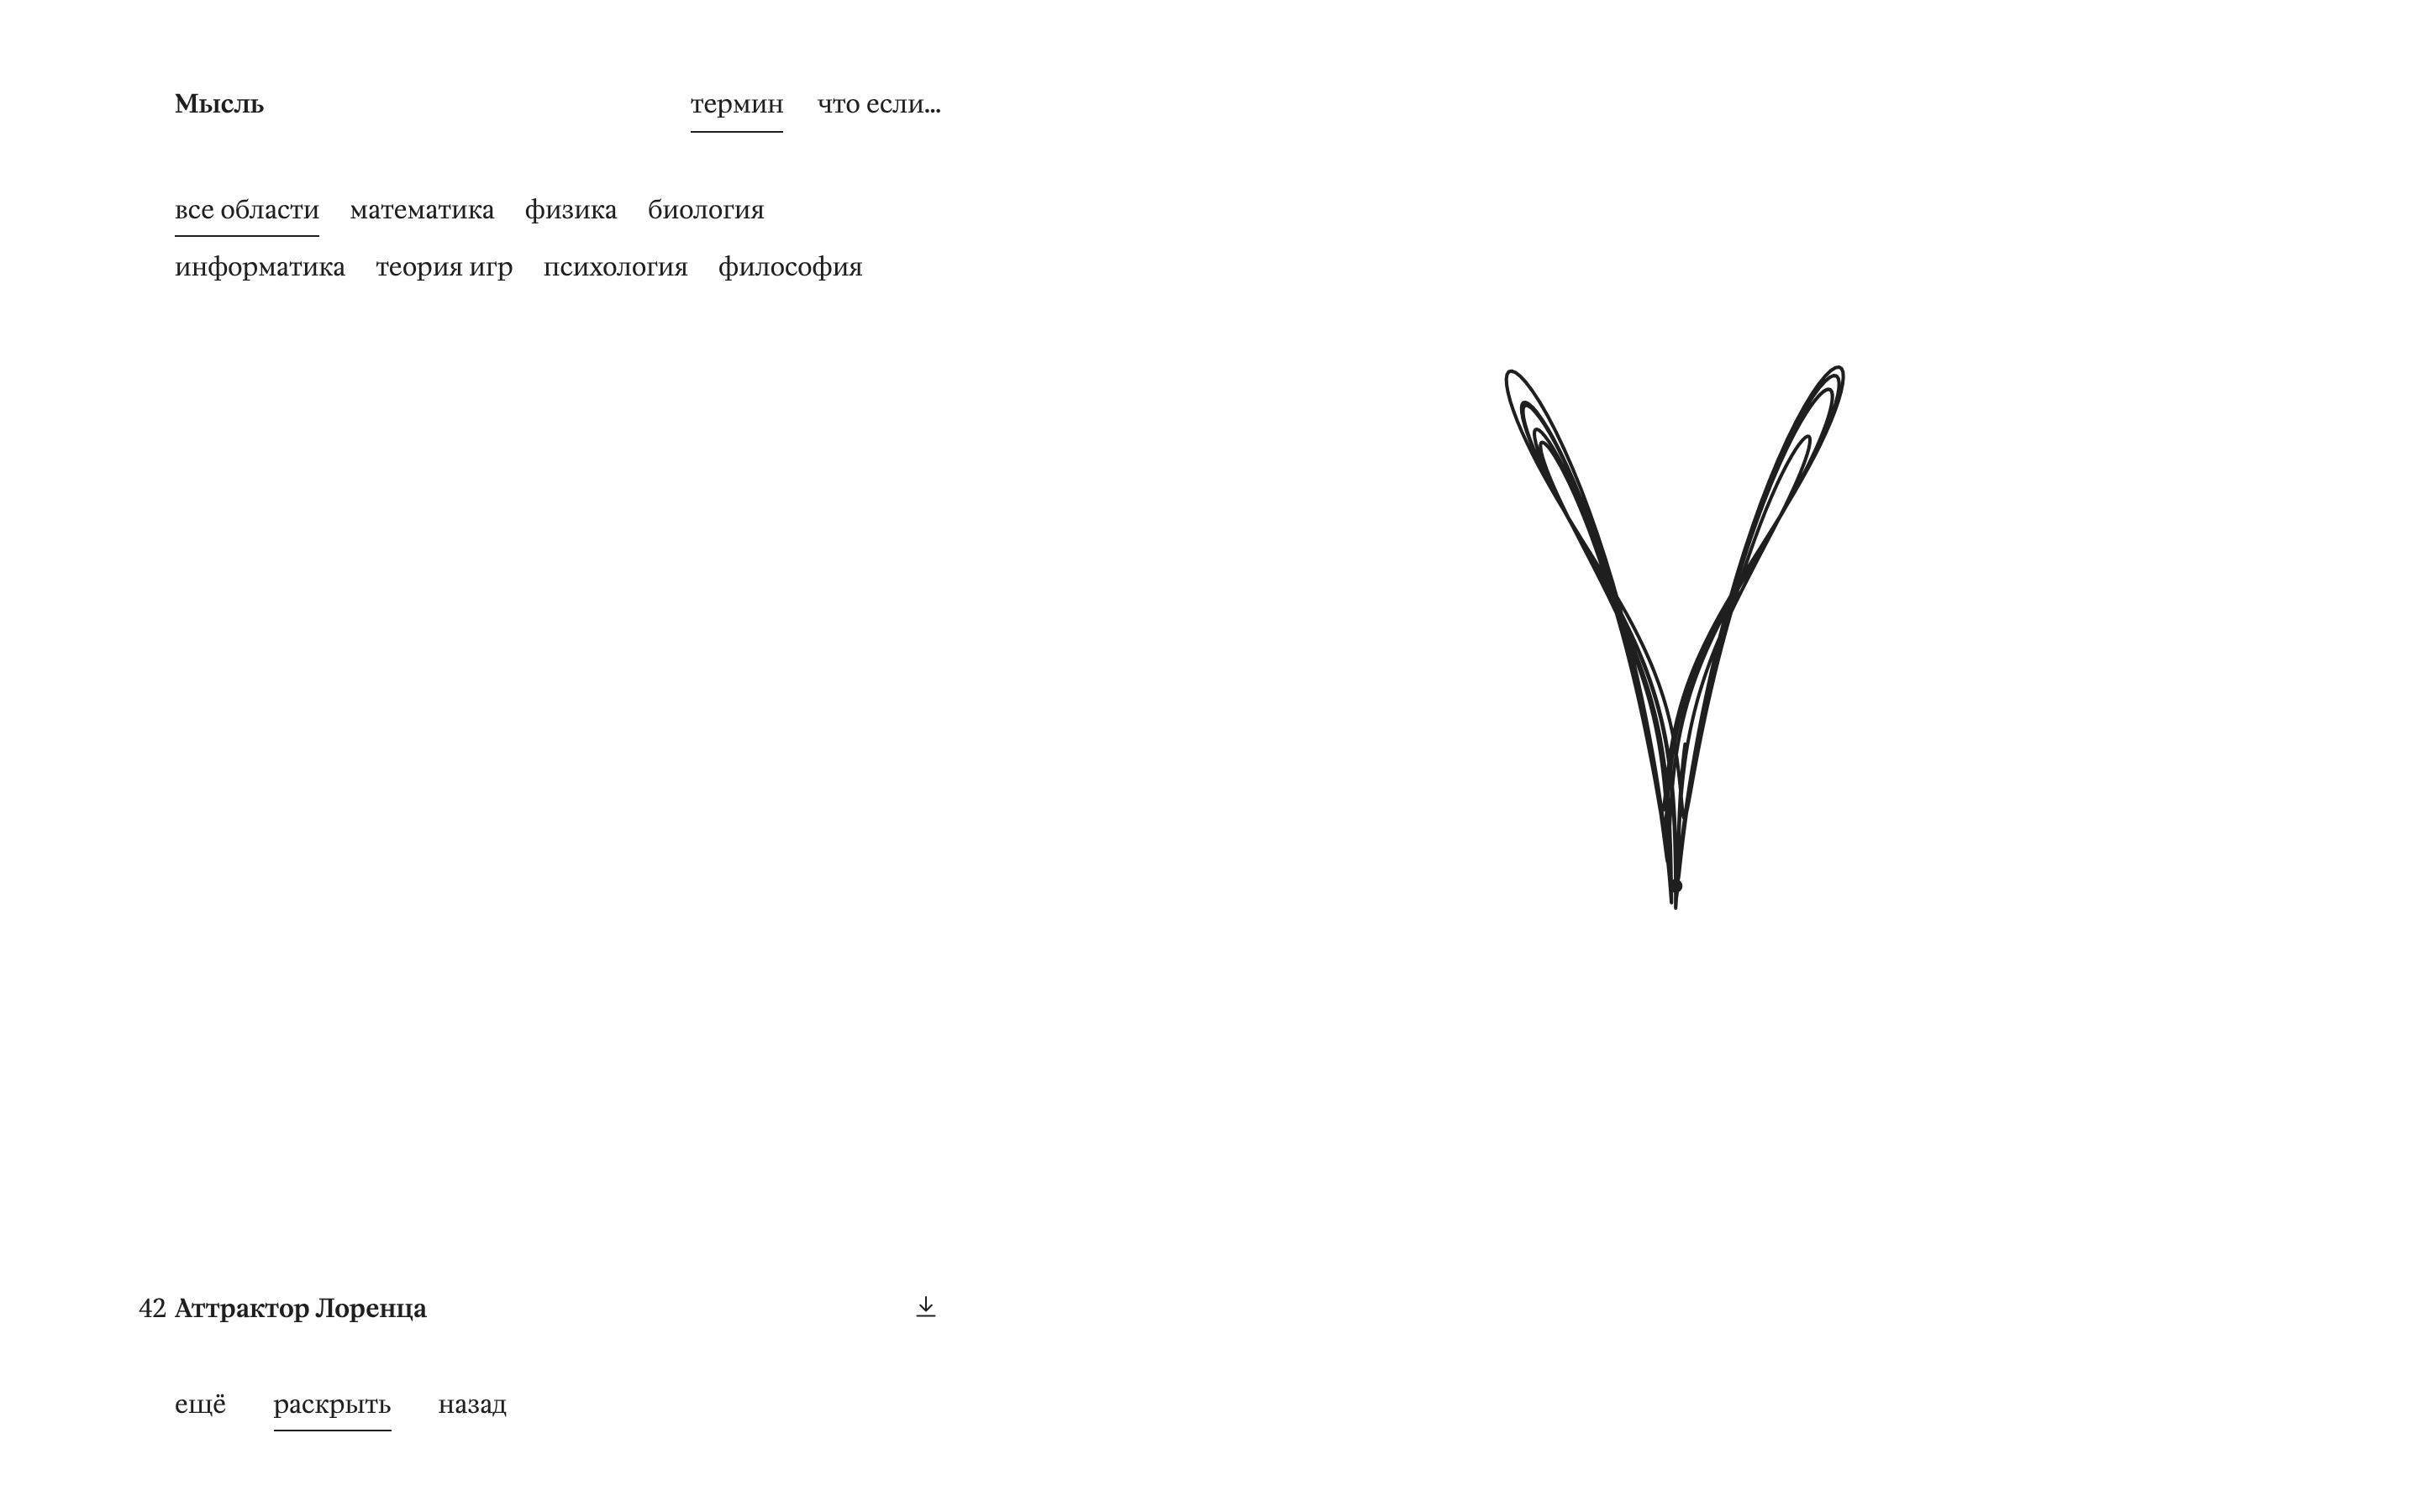 Мысль термин что если...
все области математика физика биология
информатика теория игр психология философия
42 Аттрактор Лоренца
ещё раскрыть назад